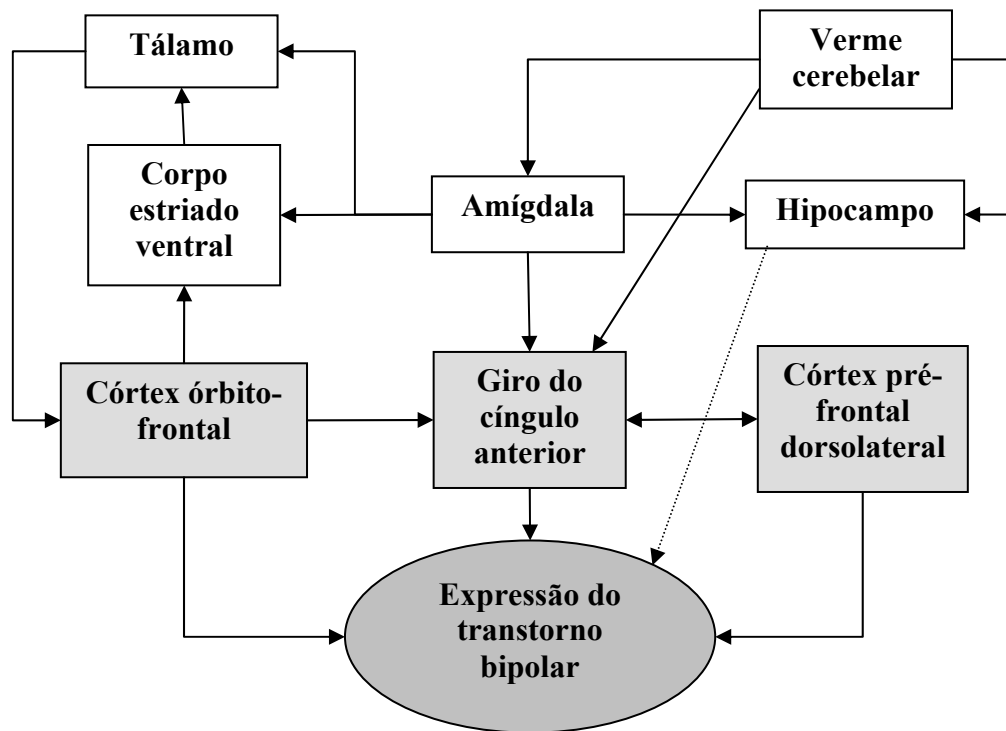 Tálamo
Verme
cerebelar
Corpo
estriado
ventral
Amígdala
Hipocampo
Córtex órbito-
frontal
Giro do
cíngulo
anterior
Córtex pré-
frontal
dorsolateral
Expressão do
transtorno
bipolar